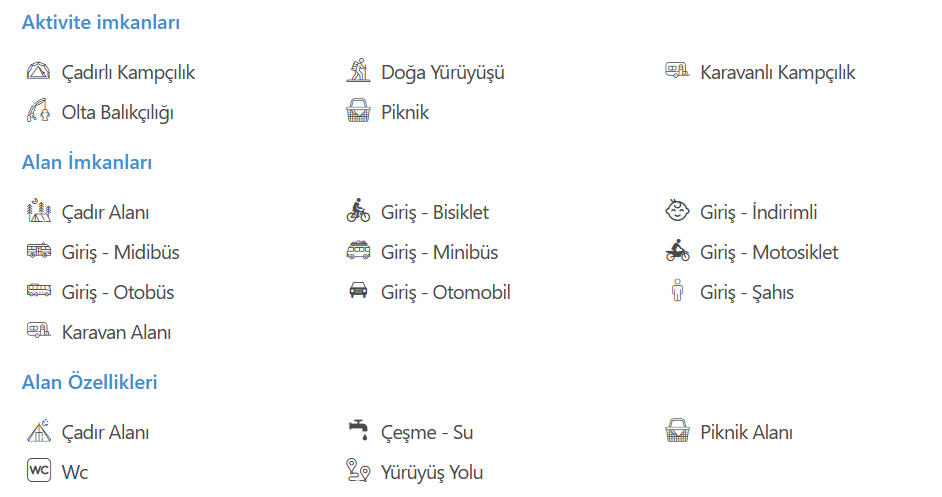 Aktivite imkanları
Çadırlı Kampçılık Doğa Yürüyüşü Karavanlı Kampçılık
Olta Balıkçılığı Piknik
Alan İmkanları
Çadır Alanı Giriş - Bisiklet Giriş - İndirimli
Giriş - Midibüs Giriş - Minibüs Giriş - Motosiklet
Giriş - Otobüs Giriş - Otomobil Giriş - Şahıs
Karavan Alanı
Alan Özellikleri
Çadır Alanı Çeşme - Su Piknik Alanı
WC Wc Yürüyüş Yolu